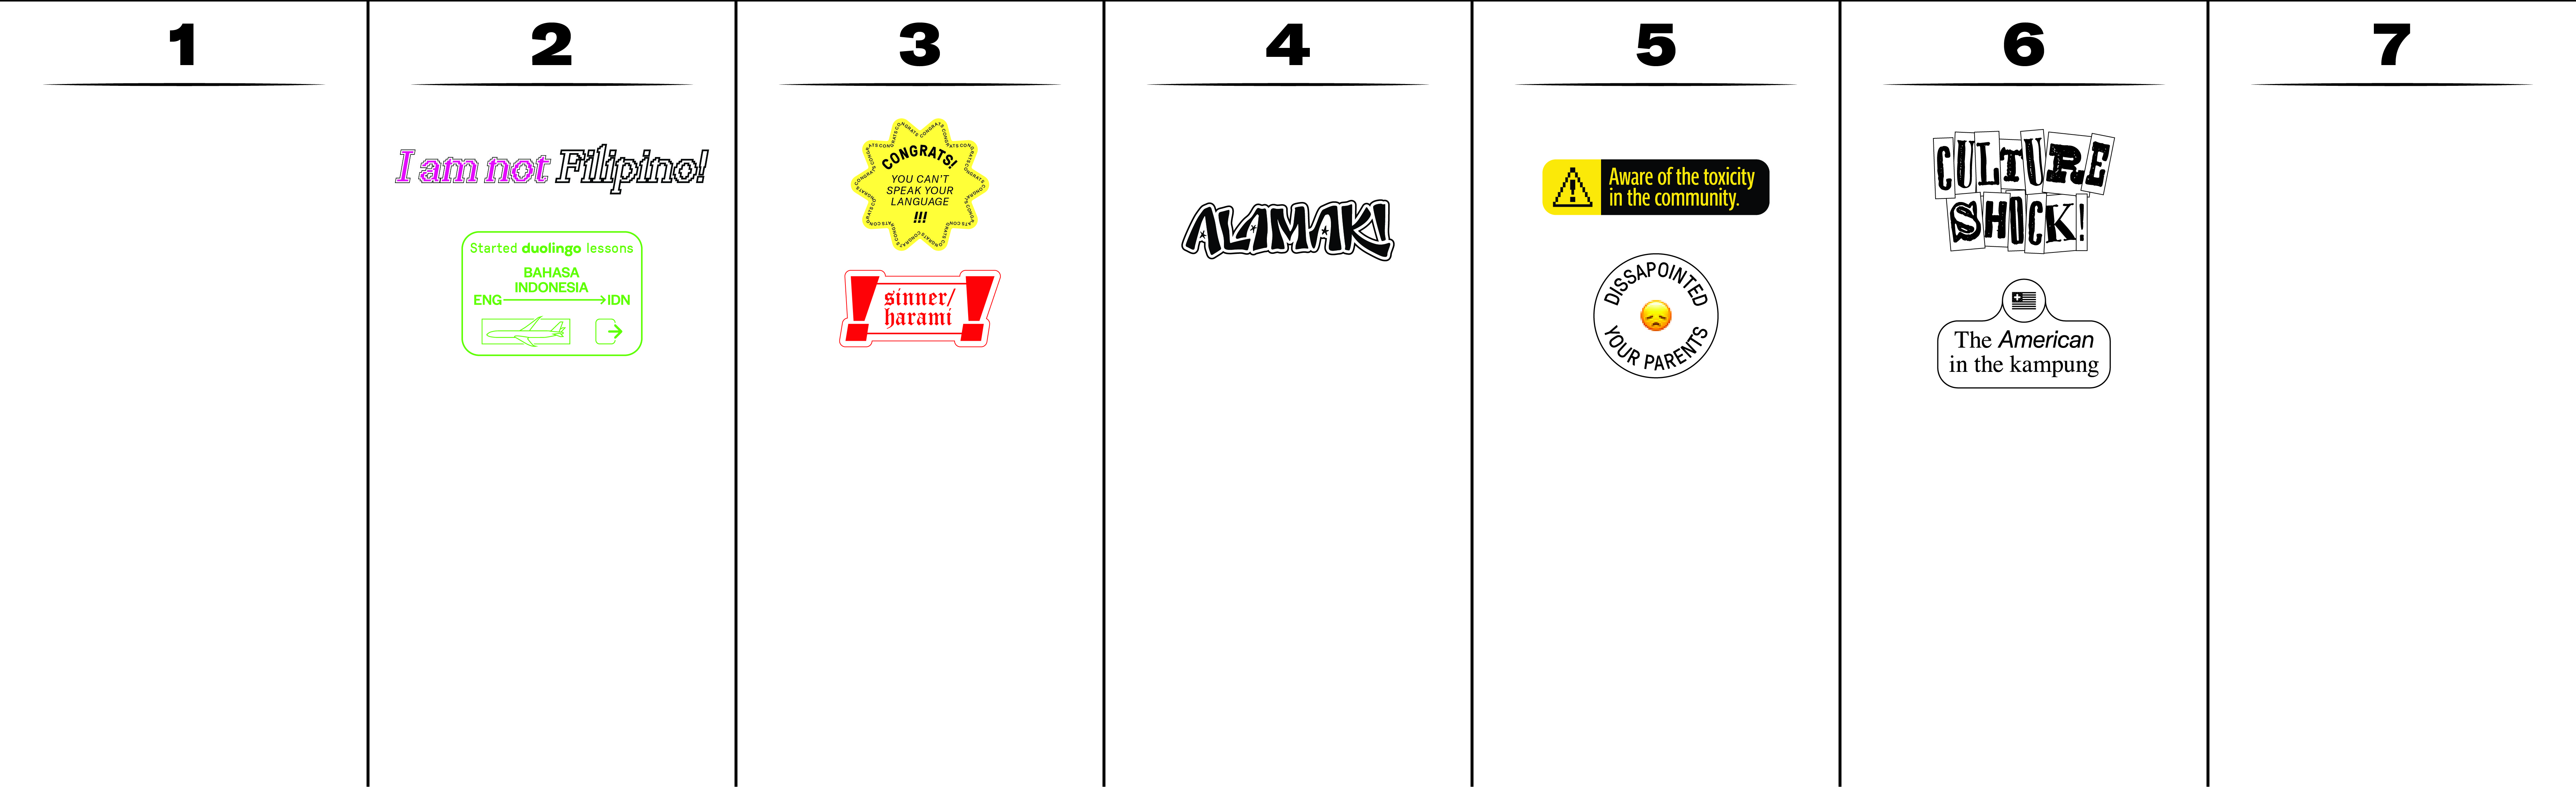 1
2
I am not Filipino!
Started duolingo lessons
BAHASA
INDONESIA
ENG IDN
3
CONGRATS!
YOU CAN'T
SPEAK YOUR
LANGUAGE
!!!
sinner/
harami
4
ALAMAK!
5
Aware of the toxicity
in the community.
DISSAPOINTED
YOUR PARENTS
6
CULTURE
SHOCK!
The American
in the kampung
7